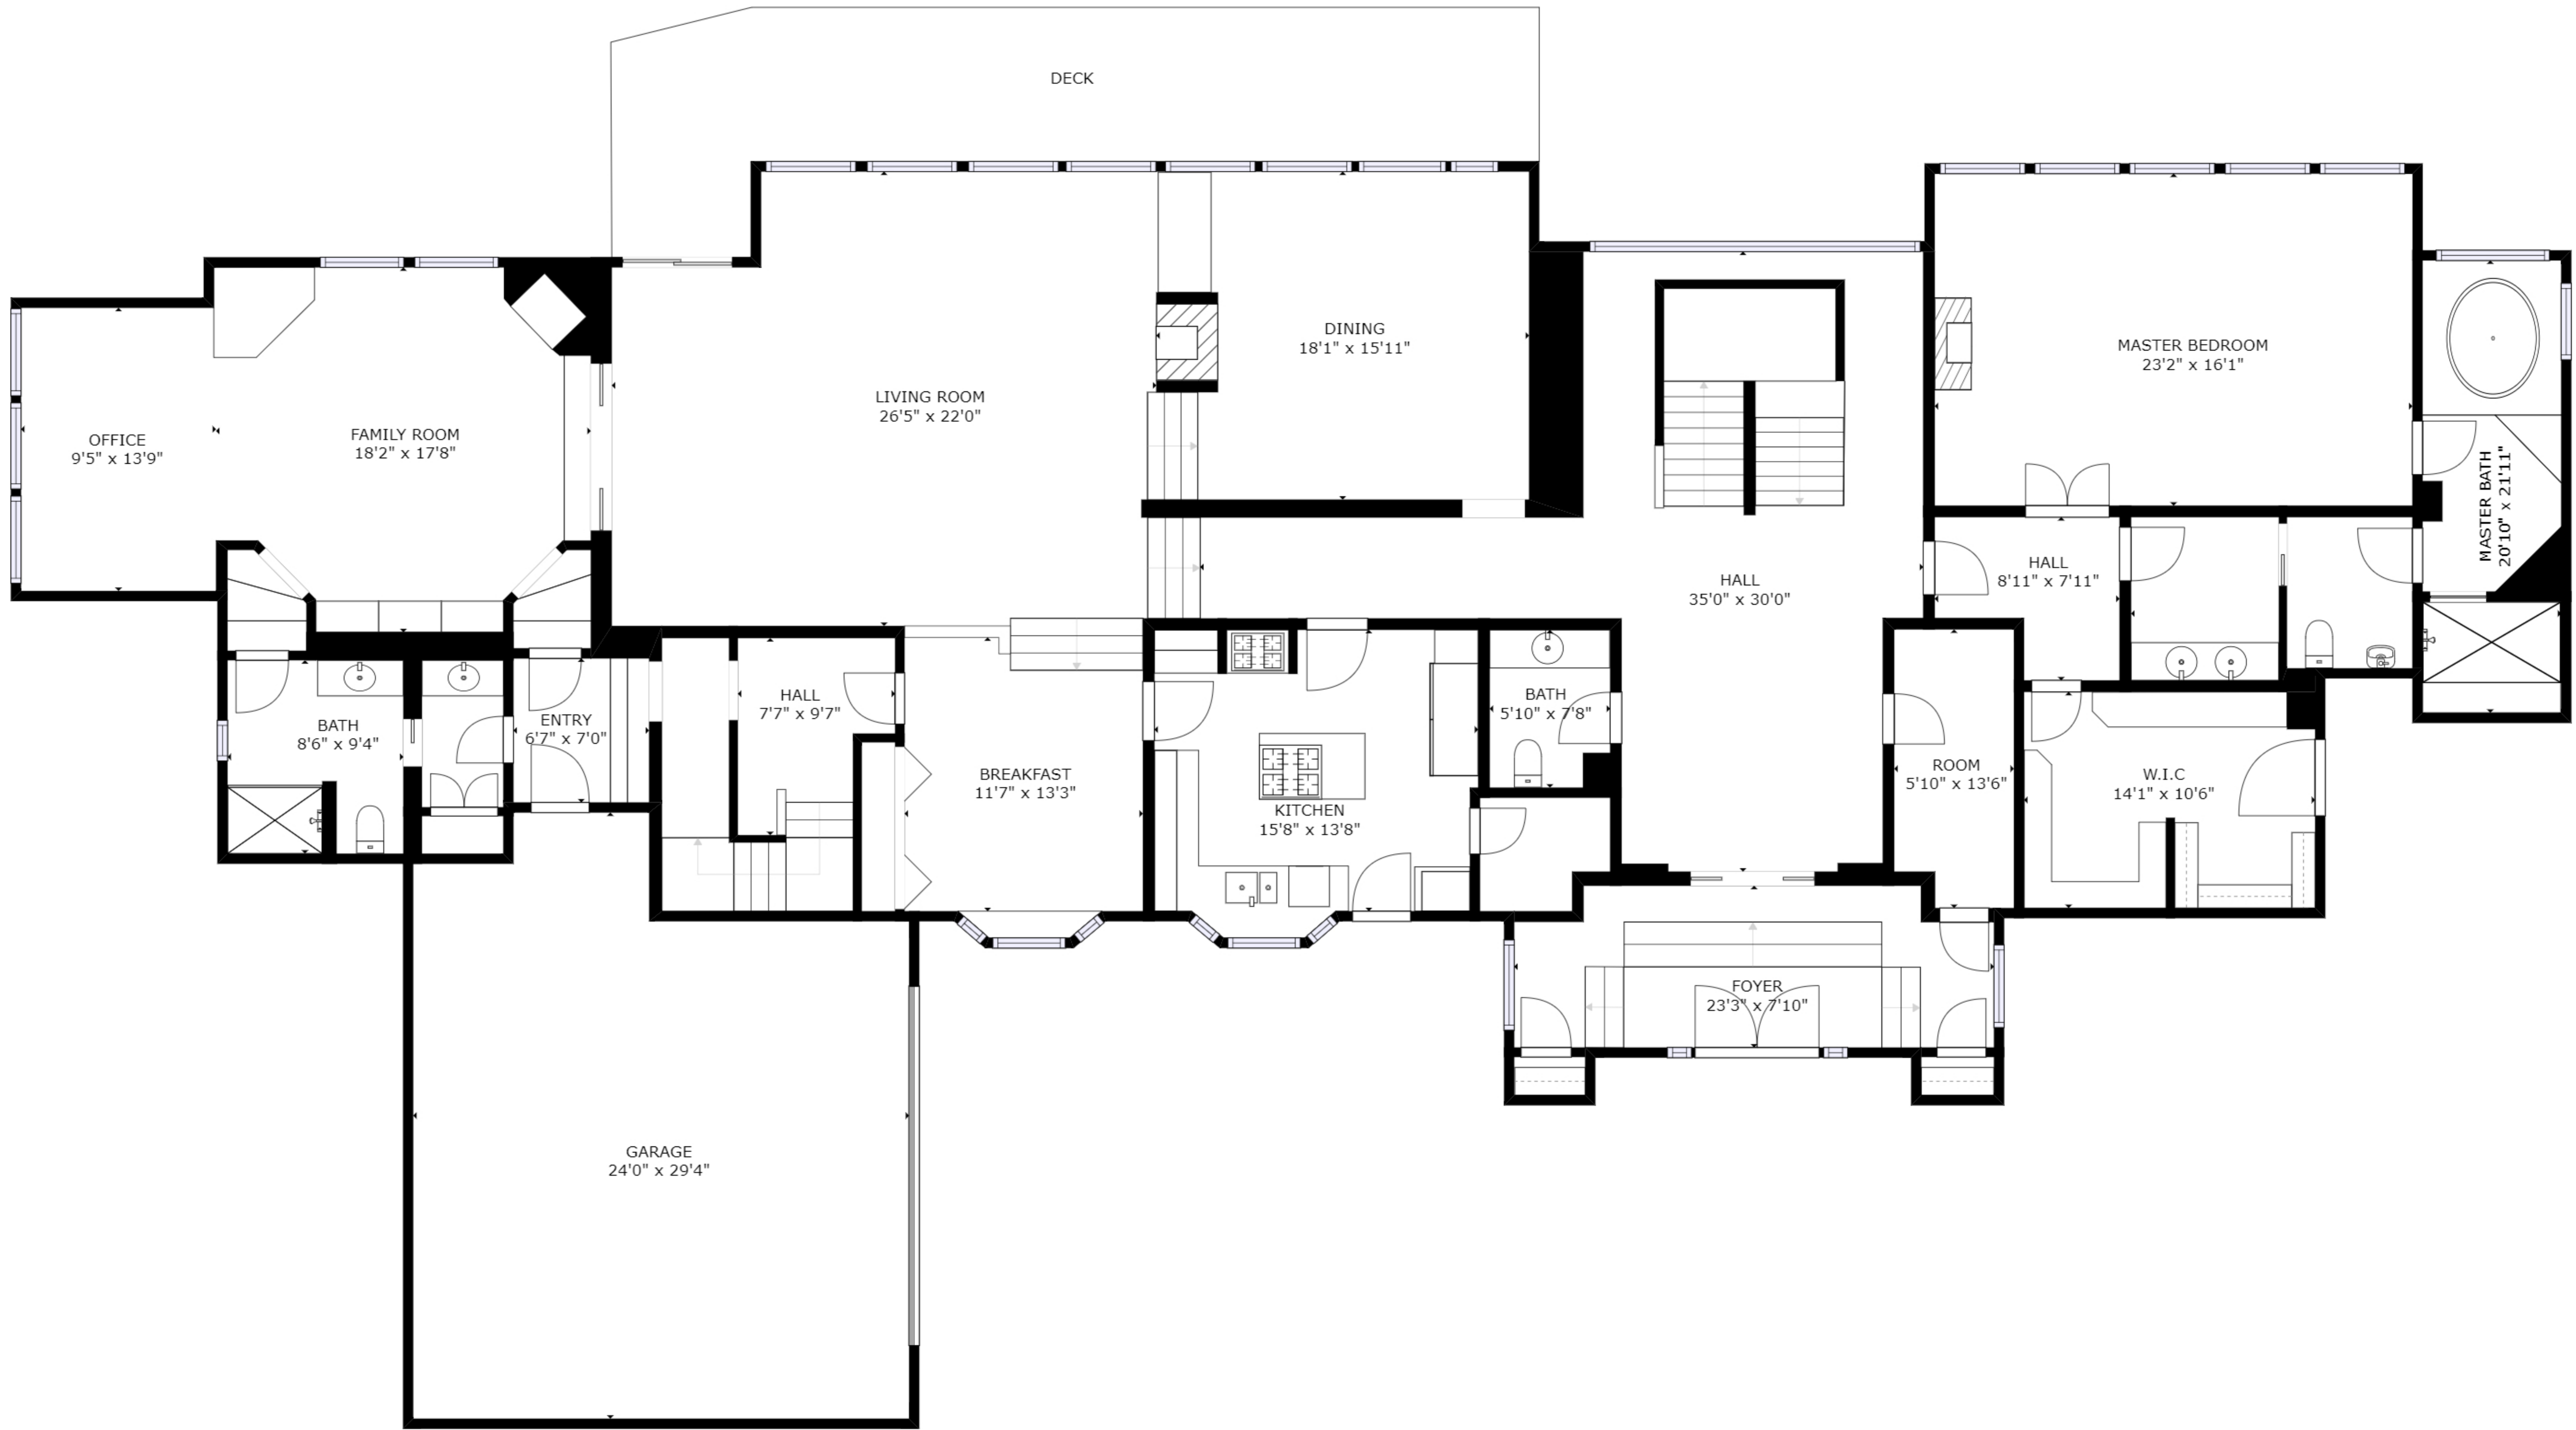 DECK
DINING
18'1" x 15'11"
MASTER BEDROOM
23'2" x 16'1"
LIVING ROOM
26'5" x 22'0"
FAMILY ROOM
18'2" x 17'8"
OFFICE
9'5" x 13'9"
MASTER BATH
20'10" x 21'11"
HALL
8'11" x 7'11"
HALL
35'0" x 30'0"
HALL
7'7" x 9'7"
BATH
5'10" x 7'8"
ENTRY
6'7" x 7'0"
BATH
8'6" x 9'4"
BREAKFAST
11'7" x 13'3"
ROOM
5'10" x 13'6"
W.I.C
14'1" x 10'6"
KITCHEN
15'8" x 13'8"
FOYER
23'3" x 7'10"
GARAGE
24'0" x 29'4"